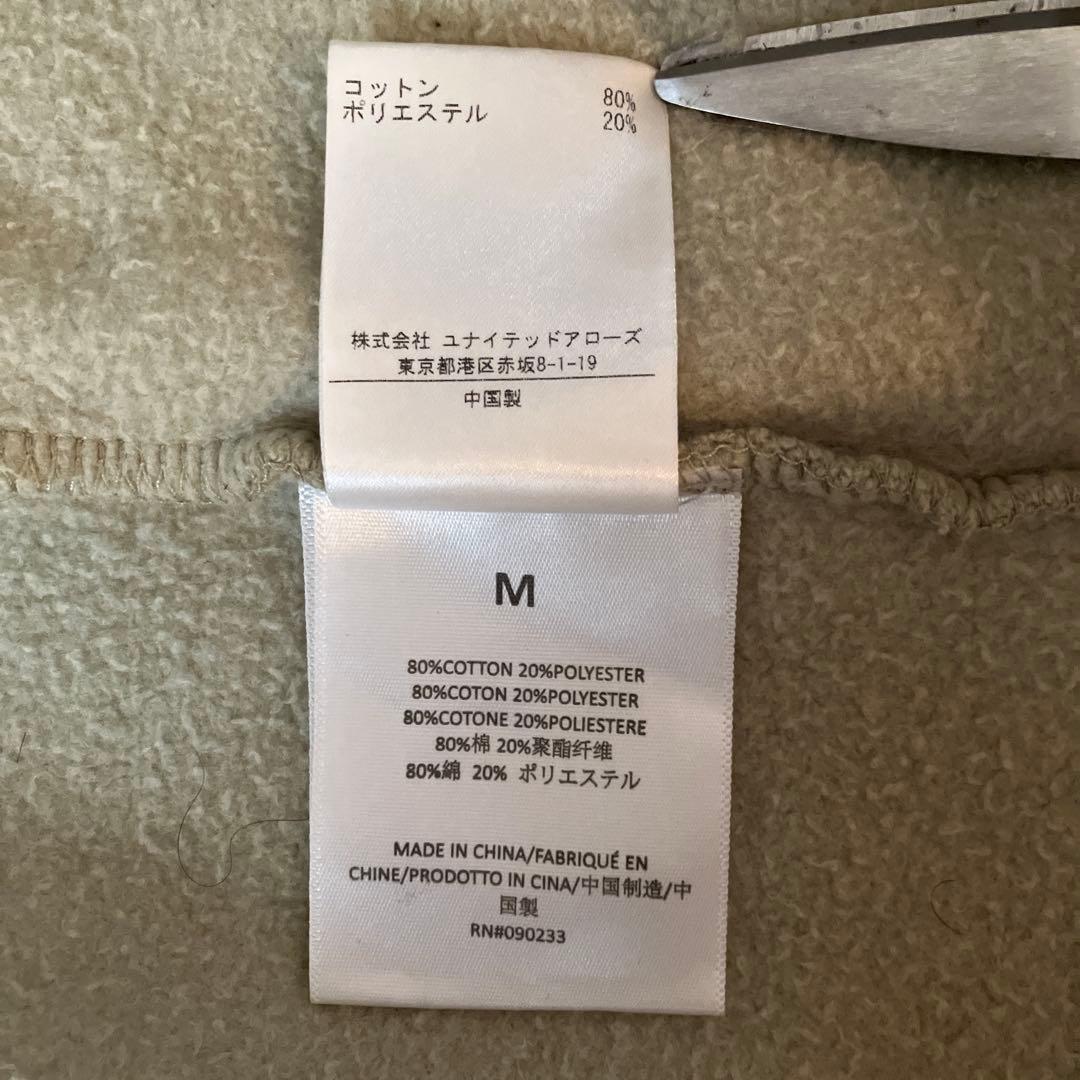 コットン 80%
ポリエステル 20%
株式会社 ユナイテッドアローズ
東京都港区赤坂8-1-19
中国製
M
80%COTTON 20%POLYESTER
80%COTON 20%POLYESTER
80%COTONE 20%POLIESTERE
80%棉 20%聚酯纤维
80%綿 20% ポリエステル
MADE IN CHINA/FABRIQUÉ EN
CHINE/PRODOTTO IN CINA/中国制造/中
国製
RN#090233